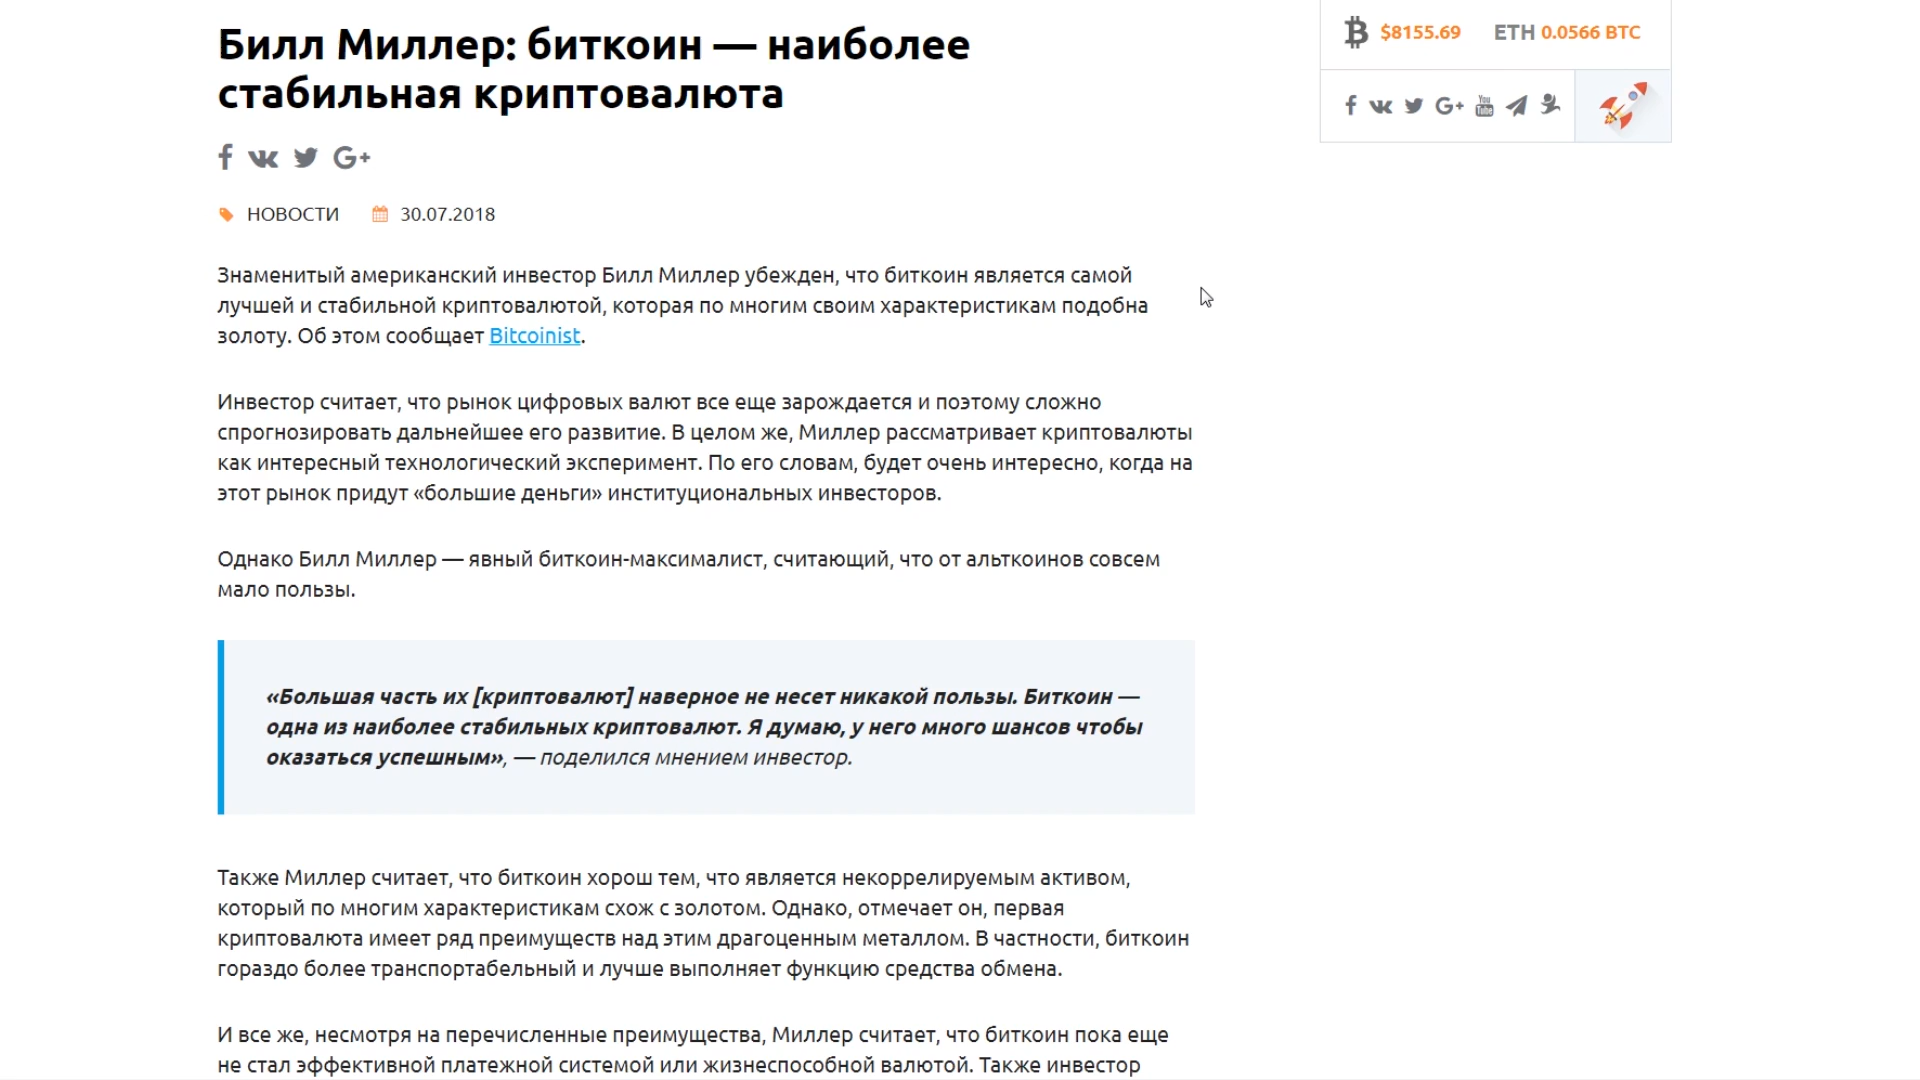 Билл Миллер: биткоин — наиболее
стабильная криптовалюта
$8155.69 ETH 0.0566 BTC
НОВОСТИ 30.07.2018
Знаменитый американский инвестор Билл Миллер убежден, что биткоин является самой
лучшей и стабильной криптовалютой, которая по многим своим характеристикам подобна
золоту. Об этом сообщает Bitcoinist.
Инвестор считает, что рынок цифровых валют все еще зарождается и поэтому сложно
спрогнозировать дальнейшее его развитие. В целом же, Миллер рассматривает криптовалюты
как интересный технологический эксперимент. По его словам, будет очень интересно, когда на
этот рынок придут «большие деньги» институциональных инвесторов.
Однако Билл Миллер — явный биткоин-максималист, считающий, что от альткоинов совсем
мало пользы.
«Большая часть их [криптовалют] наверное не несет никакой пользы. Биткоин —
одна из наиболее стабильных криптовалют. Я думаю, у него много шансов чтобы
оказаться успешным», — поделился мнением инвестор.
Также Миллер считает, что биткоин хорош тем, что является некоррелируемым активом,
который по многим характеристикам схож с золотом. Однако, отмечает он, первая
криптовалюта имеет ряд преимуществ над этим драгоценным металлом. В частности, биткоин
гораздо более транспортабельный и лучше выполняет функцию средства обмена.
И все же, несмотря на перечисленные преимущества, Миллер считает, что биткоин пока еще
не стал эффективной платежной системой или жизнеспособной валютой. Также инвестор